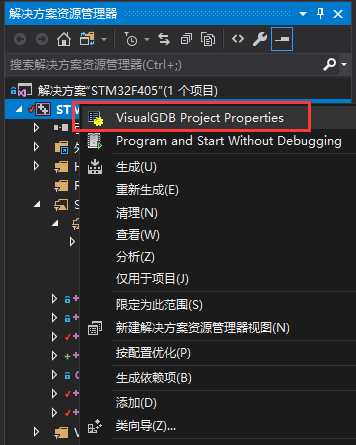 解决方案资源管理器
搜索解决方案资源管理器(Ctrl+;)
解决方案"STM32F405"(1 个项目)
VisualGDB Project Properties
Program and Start Without Debugging
生成(U)
重新生成(E)
清理(N)
查看(W)
分析(Z)
仅用于项目(J)
限定为此范围(S)
新建解决方案资源管理器视图(N)
按配置优化(P)
生成依赖项(B)
添加(D)
类向导(Z)...